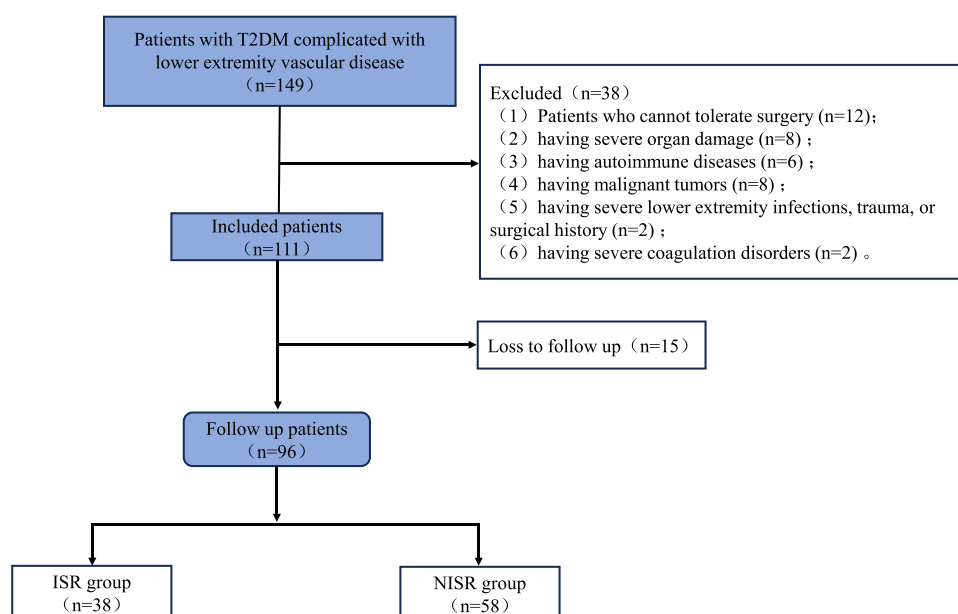 Patients with T2DM complicated with
lower extremity vascular disease
（n=149）
Excluded（n=38）
（1）Patients who cannot tolerate surgery (n=12)；
（2）having severe organ damage (n=8) ；
（3）having autoimmune diseases (n=6) ；
（4）having malignant tumors (n=8) ；
（5）having severe lower extremity infections, trauma, or
surgical history (n=2) ；
（6）having severe coagulation disorders (n=2) 。
Included patients
（n=111）
Loss to follow up（n=15）
Follow up patients
（n=96）
ISR group
（n=38）
NISR group
（n=58）